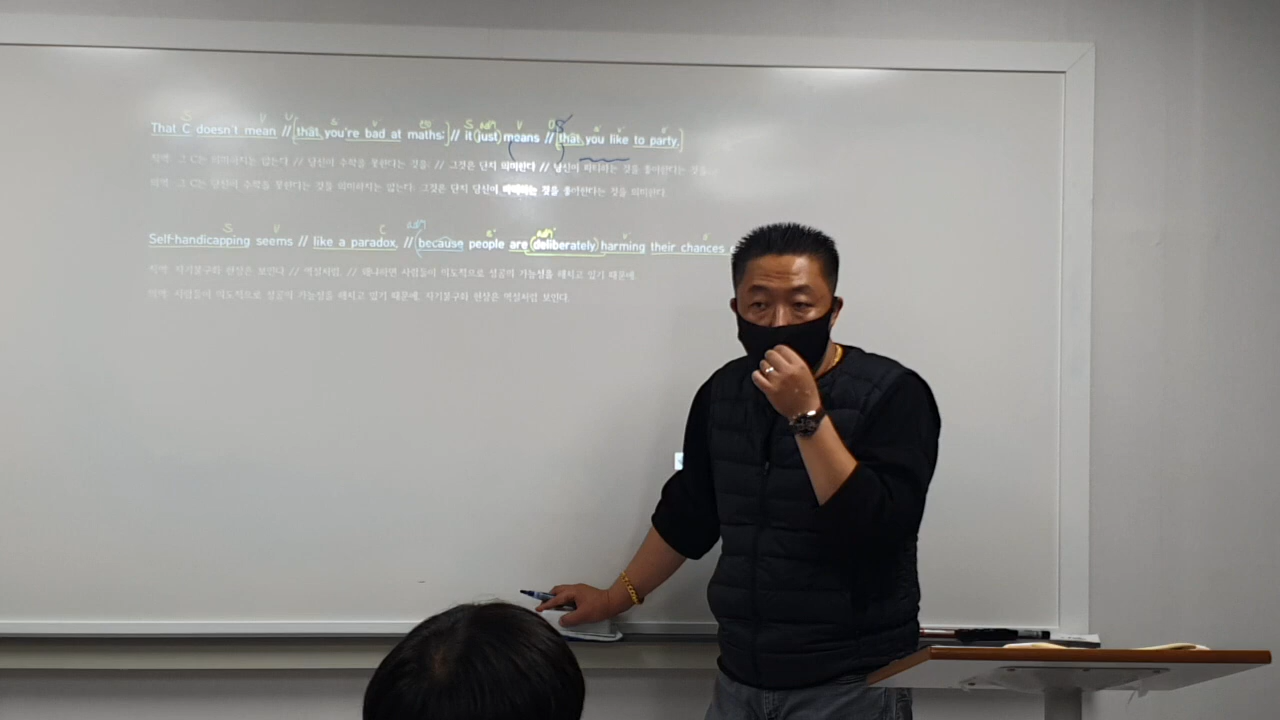 S V O S' V' C'O S adv V O S' V' O'
That C doesn't mean // [that you're bad at maths;] // it (just) means // [that you like to party.]
직역: 그 C는 의미하지는 않는다 // 당신이 수학을 못한다는 것을. // 그것은 단지 의미한다 // 당신이 파티하는 것을 좋아한다는 것을.
의역: 그 C는 당신이 수학을 못한다는 것을 의미하지는 않는다. 그것은 단지 당신이 파티하는 것을 좋아한다는 것을 의미한다.
S V C S' adv' V' O'
Self-handicapping seems // like a paradox, // (because people are (deliberately) harming their chances
직역: 자기불구화 현상은 보인다 // 역설처럼, // 왜냐하면 사람들이 의도적으로 성공의 가능성을 해치고 있기 때문에.
의역: 사람들이 의도적으로 성공의 가능성을 해치고 있기 때문에, 자기불구화 현상은 역설처럼 보인다.